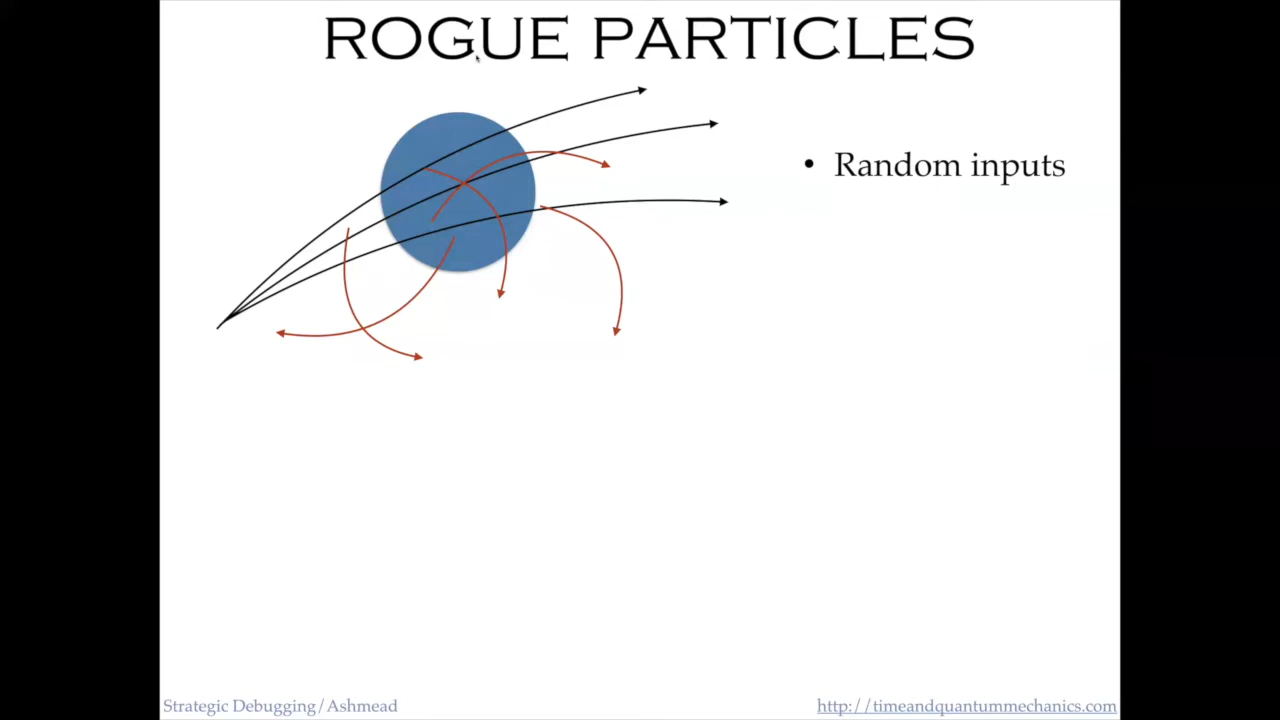 ROGUE PARTICLES
• Random inputs
Strategic Debugging/Ashmead
http://timeandquantummechanics.com